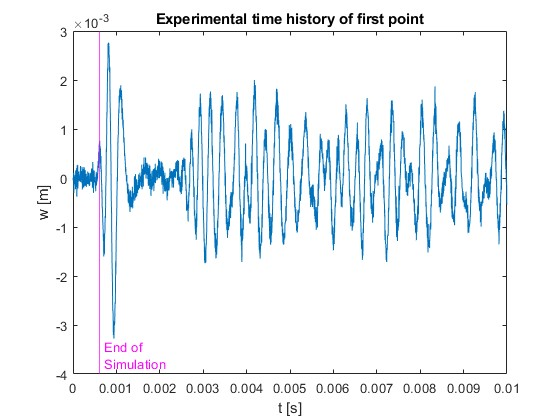 Experimental time history of first point
×10⁻³
3
2
1
0
-1
-2
-3
-4
w [m]
End of
Simulation
0 0.001 0.002 0.003 0.004 0.005 0.006 0.007 0.008 0.009 0.01
t [s]